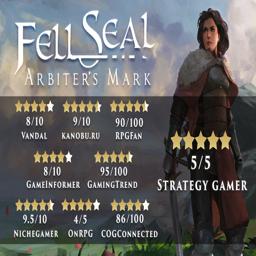 FELL SEAL
ARBITER'S MARK
8/10
VANDAL
9/10
KANOBU.RU
90/100
RPGFAN
8/10
GAMEINFORMER
95/100
GAMINGTREND
5/5
STRATEGY GAMER
9.5/10
NICHEGAMER
4/5
ONRPG
86/100
COGCONNECTED